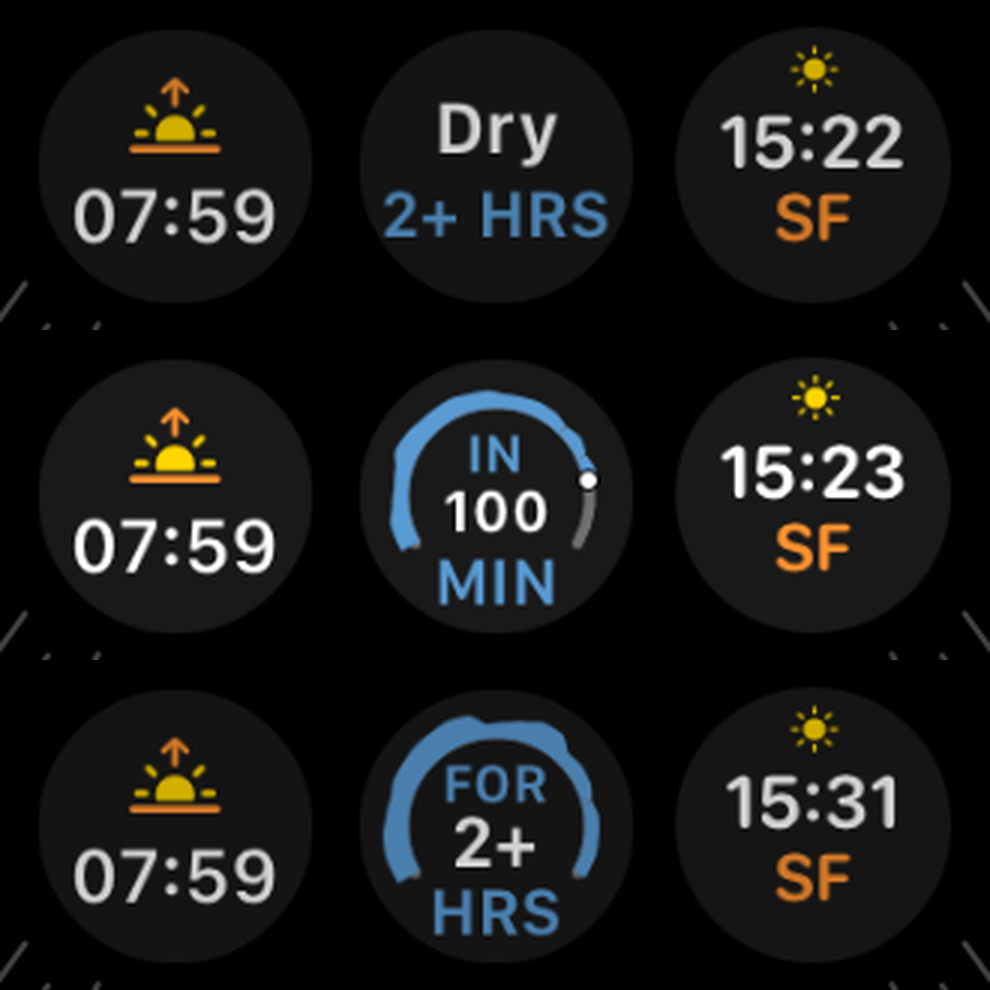 07:59
Dry
2+ HRS
15:22
SF
07:59
IN
100
MIN
15:23
SF
07:59
FOR
2+
HRS
15:31
SF